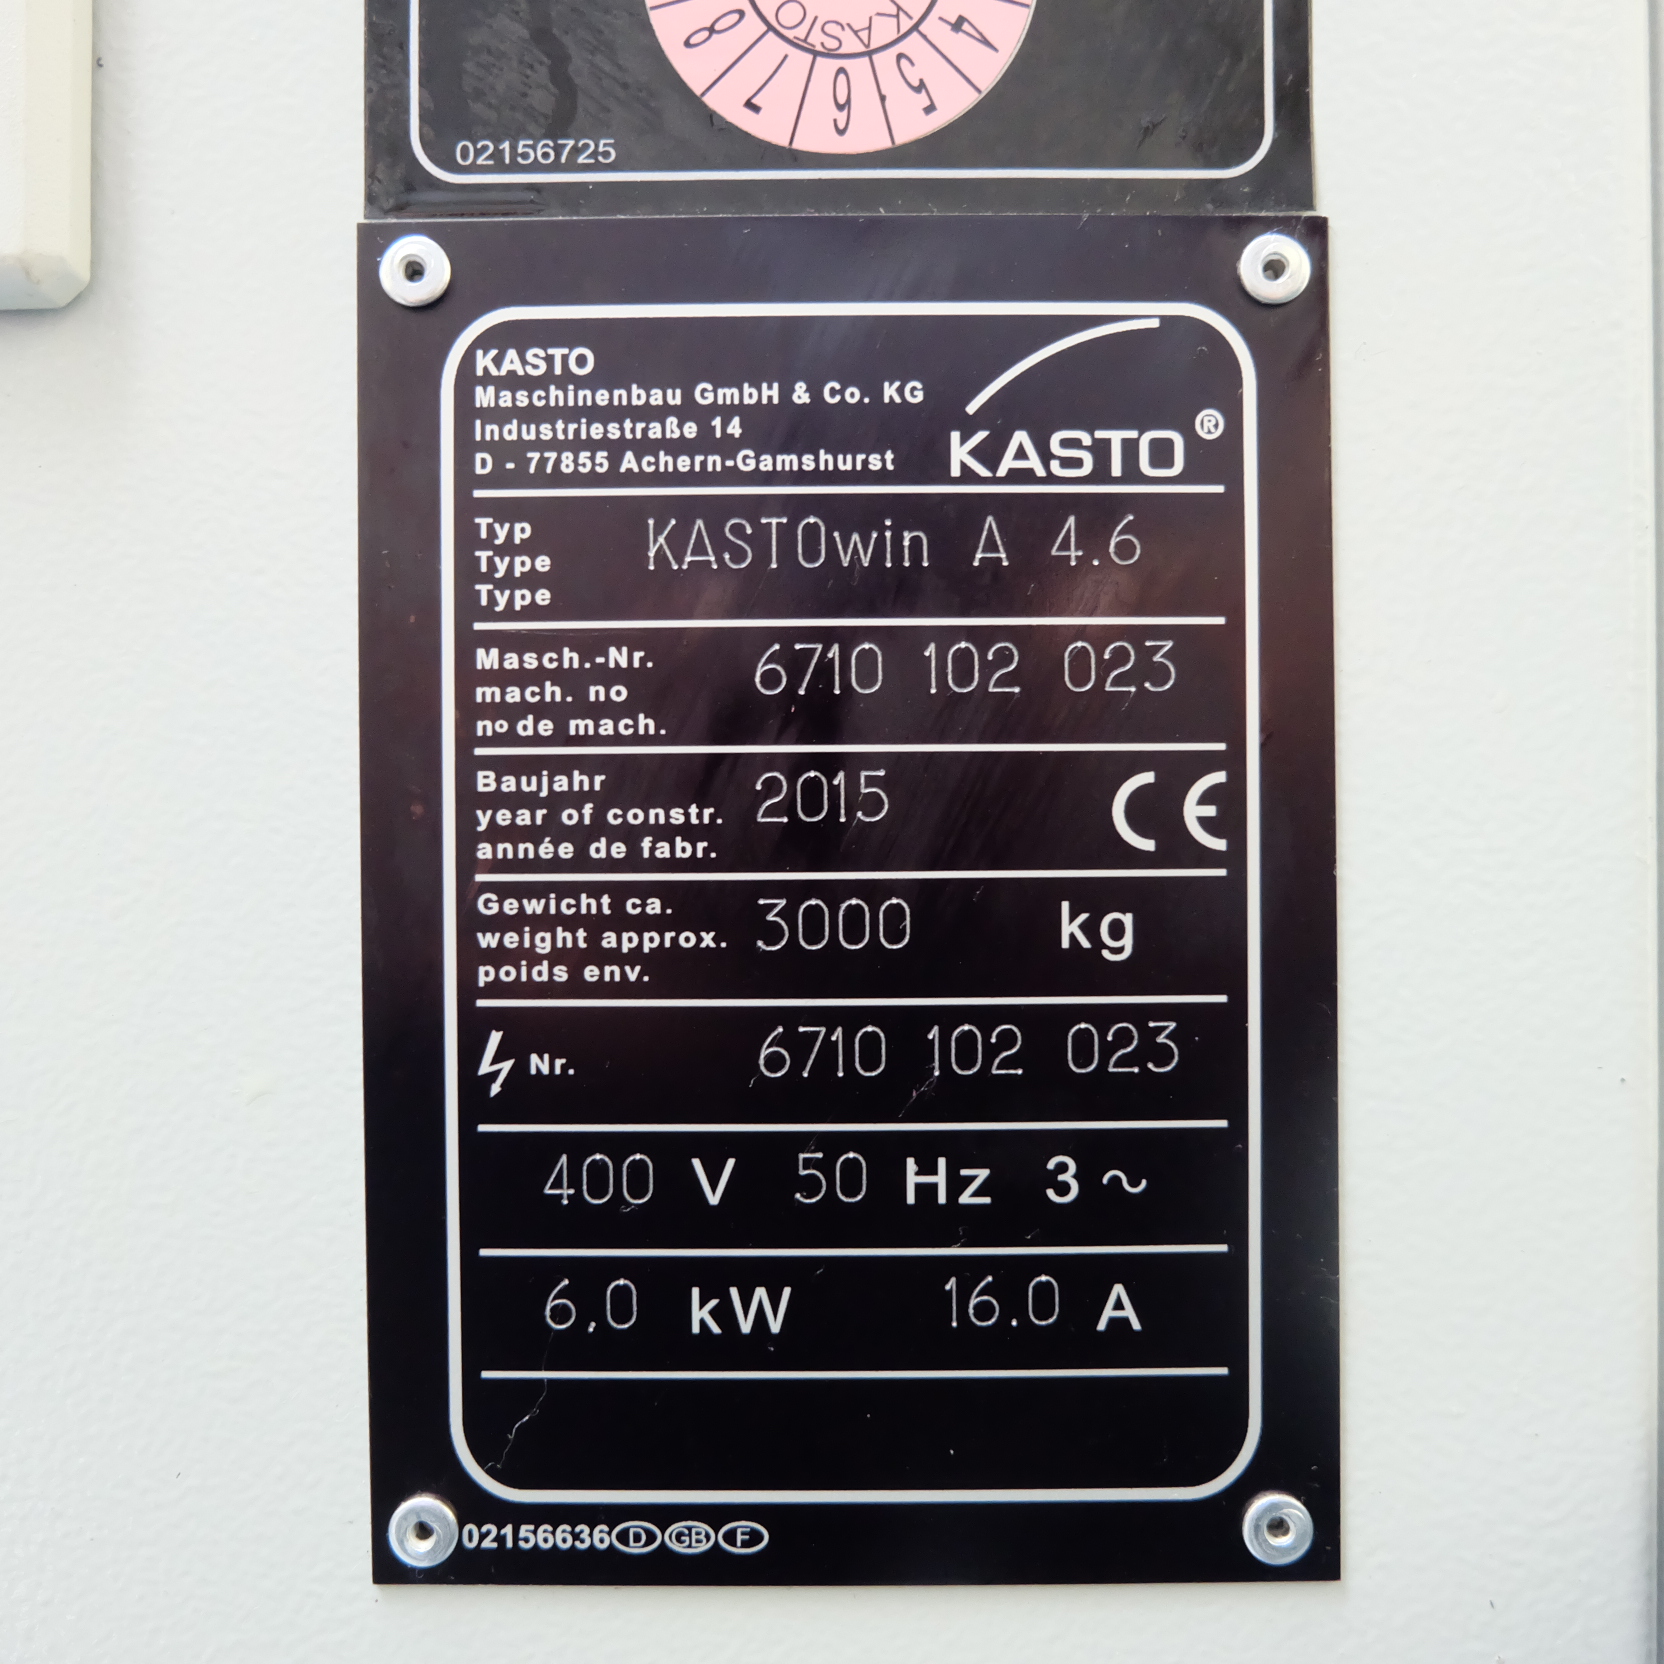 8 7 6 5 4
KASTO
02156725
KASTO
Maschinenbau GmbH & Co. KG
Industriestraße 14
D - 77855 Achern-Gamshurst
KASTO®
Typ
Type
Type
KASTOwin A 4.6
Masch.-Nr.
mach. no
nº de mach.
6710 102 023
Baujahr
year of constr.
année de fabr.
2015
CE
Gewicht ca.
weight approx.
poids env.
3000 kg
Nr. 6710 102 023
400 V 50 Hz 3 ~
6,0 kW 16.0 A
02156636 D GB F